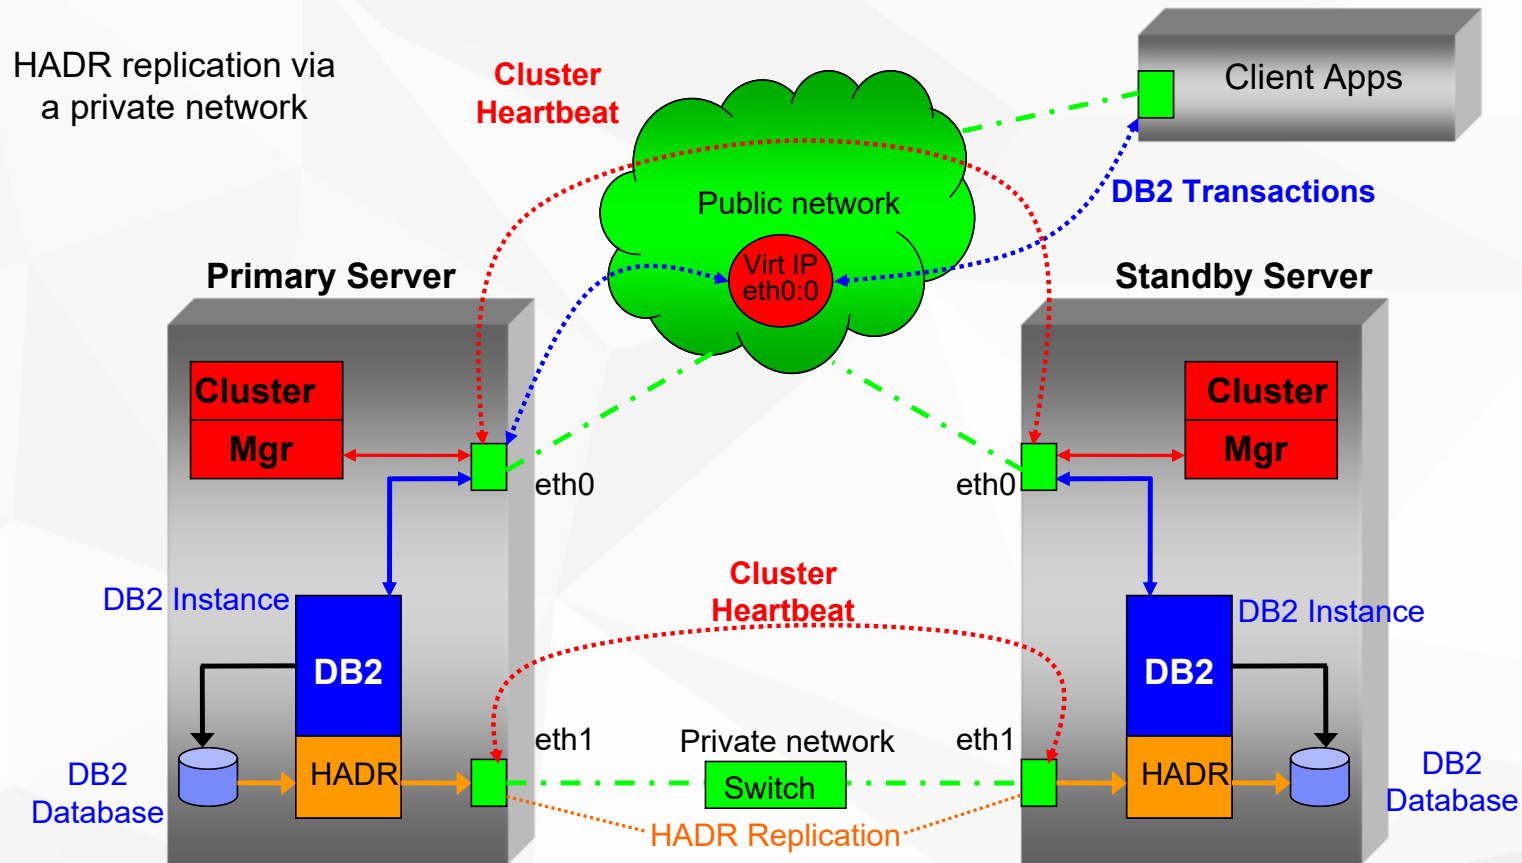 HADR replication via
a private network
Cluster
Heartbeat
Client Apps
Public network
DB2 Transactions
Virt IP
eth0:0
Primary Server
Standby Server
Cluster
Mgr
Cluster
Mgr
eth0
eth0
Cluster
Heartbeat
DB2 Instance
DB2 Instance
DB2
DB2
eth1
Private network
eth1
DB2
Database
HADR
Switch
HADR
DB2
Database
HADR Replication